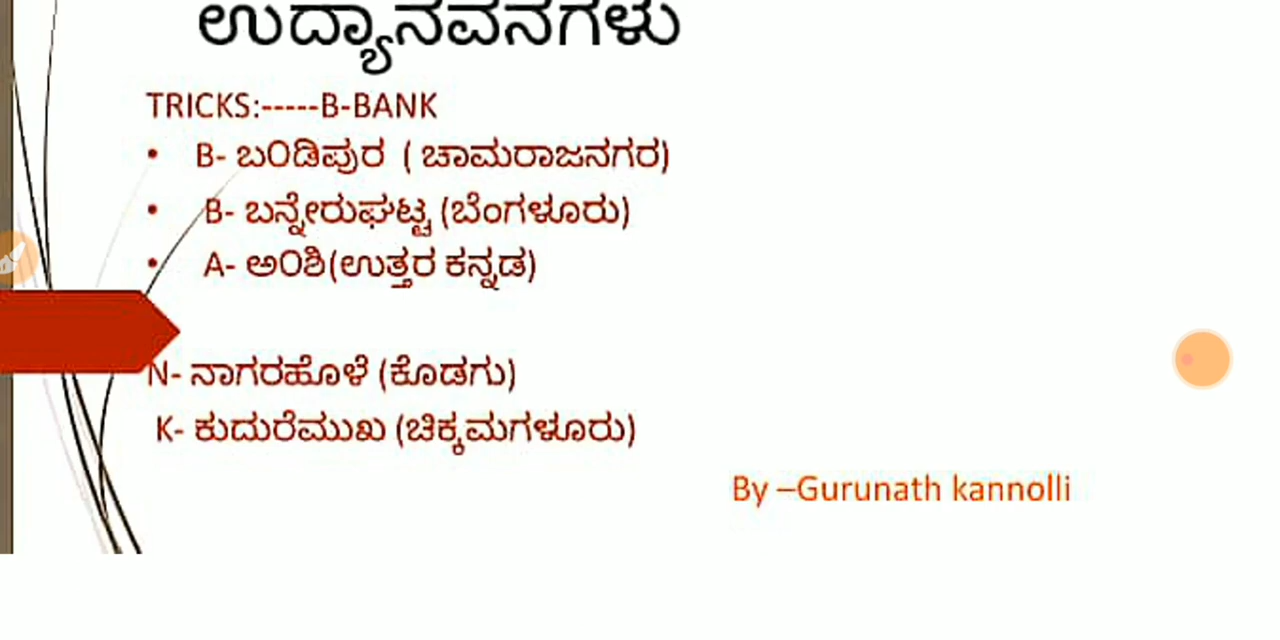 ಉದ್ಯಾನವನಗಳು
TRICKS:-----B-BANK
• B- ಬಂಡಿಪುರ ( ಚಾಮರಾಜನಗರ)
• B- ಬನ್ನೇರುಘಟ್ಟ (ಬೆಂಗಳೂರು)
• A- ಅಂಶಿ(ಉತ್ತರ ಕನ್ನಡ)
N- ನಾಗರಹೊಳೆ (ಕೊಡಗು)
K- ಕುದುರೆಮುಖ (ಚಿಕ್ಕಮಗಳೂರು)
By –Gurunath kannolli